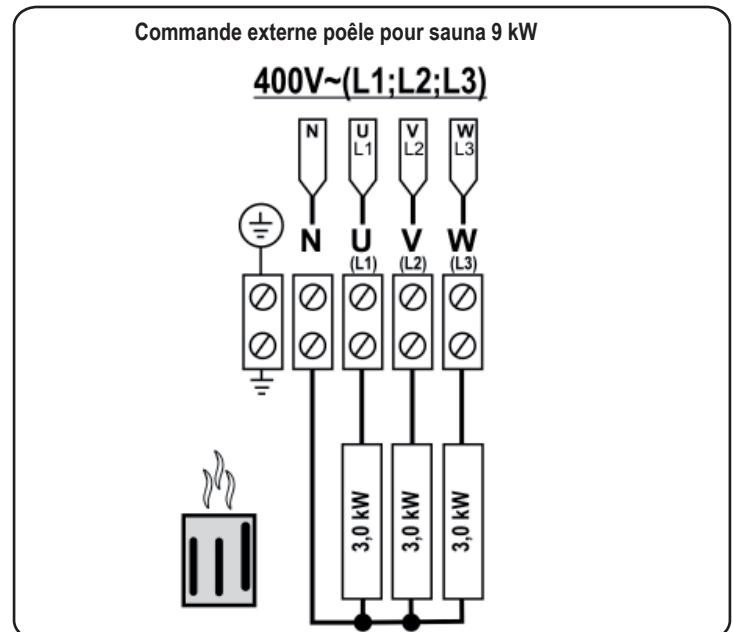 Commande externe poêle pour sauna 9 kW
400V~(L1;L2;L3)
N U V W
L1 L2 L3
N U V W
(L1) (L2) (L3)
3,0 kW 3,0 kW 3,0 kW